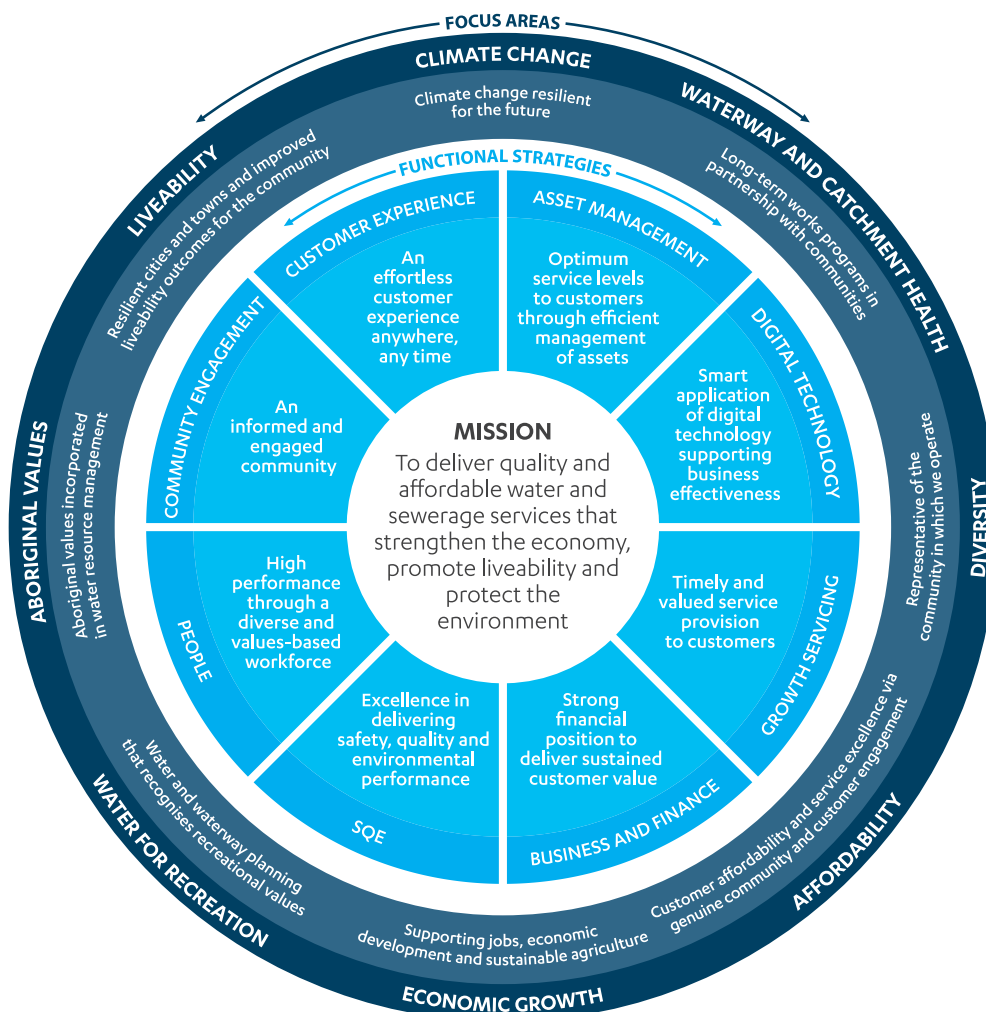 FOCUS AREAS
CLIMATE CHANGE
Climate change resilient
for the future
WATERWAY AND CATCHMENT HEALTH
Long-term works programs in
partnership with communities
DIVERSITY
Representative of the
community in which we operate
AFFORDABILITY
Customer affordability and service excellence via
genuine community and customer engagement
ECONOMIC GROWTH
Supporting jobs, economic
development and sustainable agriculture
WATER FOR RECREATION
Water and waterway planning
that recognises recreational values
ABORIGINAL VALUES
Aboriginal values incorporated
in water resource management
LIVEABILITY
Resilient cities and towns and improved
liveability outcomes for the community
FUNCTIONAL STRATEGIES
CUSTOMER EXPERIENCE
An
effortless
customer
experience
anywhere,
any time
ASSET MANAGEMENT
Optimum
service levels
to customers
through efficient
management
of assets
DIGITAL TECHNOLOGY
Smart
application
of digital
technology
supporting
business
effectiveness
GROWTH SERVICING
Timely and
valued service
provision
to customers
BUSINESS AND FINANCE
Strong
financial
position to
deliver sustained
customer value
SQE
Excellence in
delivering
safety, quality and
environmental
performance
PEOPLE
High
performance
through a
diverse and
values-based
workforce
COMMUNITY ENGAGEMENT
An
informed and
engaged
community
MISSION
To deliver quality and
affordable water and
sewerage services that
strengthen the economy,
promote liveability and
protect the
environment